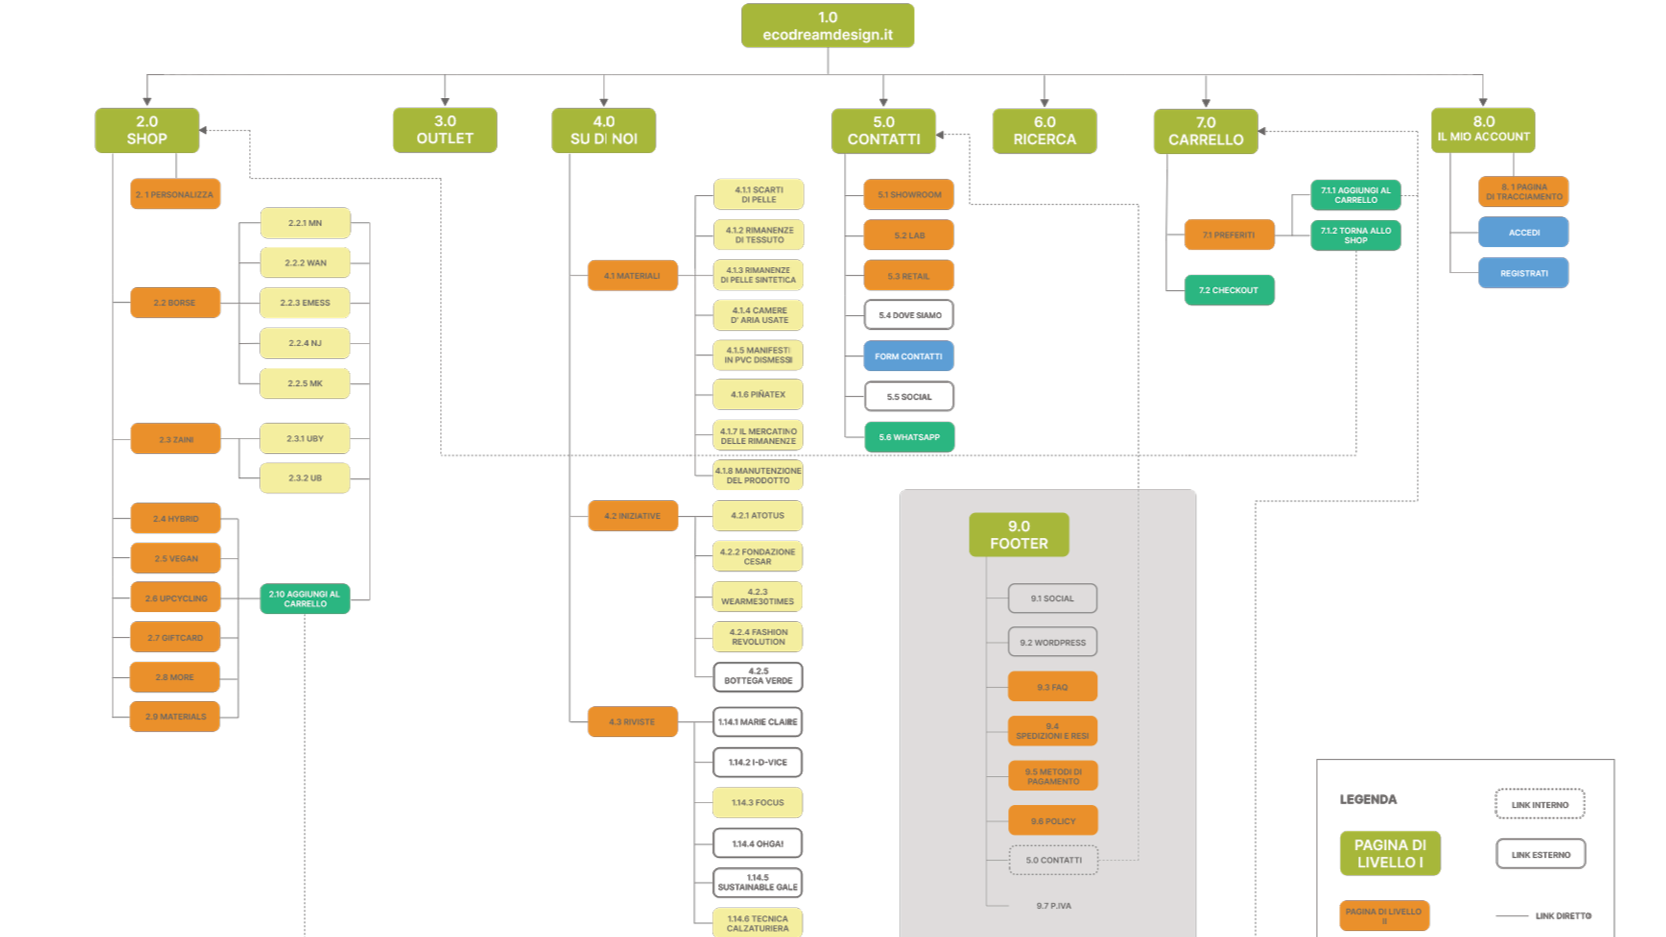 1.0
ecodreamdesign.it
2.0
SHOP
3.0
OUTLET
4.0
SU DI NOI
5.0
CONTATTI
6.0
RICERCA
7.0
CARRELLO
8.0
IL MIO ACCOUNT
2. 1 PERSONALIZZA
2.2 BORSE
2.2.1 MN
2.2.2 WAN
2.2.3 EMESS
2.2.4 NJ
2.2.5 MK
2.3 ZAINI
2.3.1 UBY
2.3.2 UB
2.4 HYBRID
2.5 VEGAN
2.6 UPCYCLING
2.7 GIFTCARD
2.8 MORE
2.9 MATERIALS
2.10 AGGIUNGI AL
CARRELLO
4.1 MATERIALI
4.1.1 SCARTI
DI PELLE
4.1.2 RIMANENZE
DI TESSUTO
4.1.3 RIMANENZE
DI PELLE SINTETICA
4.1.4 CAMERE
D' ARIA USATE
4.1.5 MANIFESTI
IN PVC DISMESSI
4.1.6 PIÑATEX
4.1.7 IL MERCATINO
DELLE RIMANENZE
4.1.8 MANUTENZIONE
DEL PRODOTTO
4.2 INIZIATIVE
4.2.1 ATOTUS
4.2.2 FONDAZIONE
CESAR
4.2.3
WEARME30TIMES
4.2.4 FASHION
REVOLUTION
4.2.5
BOTTEGA VERDE
4.3 RIVISTE
1.14.1 MARIE CLAIRE
1.14.2 I-D-VICE
1.14.3 FOCUS
1.14.4 OHGA!
1.14.5
SUSTAINABLE GALE
1.14.6 TECNICA
CALZATURIERA
5.1 SHOWROOM
5.2 LAB
5.3 RETAIL
5.4 DOVE SIAMO
FORM CONTATTI
5.5 SOCIAL
5.6 WHATSAPP
7.1 PREFERITI
7.1.1 AGGIUNGI AL
CARRELLO
7.1.2 TORNA ALLO
SHOP
7.2 CHECKOUT
8. 1 PAGINA
DI TRACCIAMENTO
ACCEDI
REGISTRATI
9.0
FOOTER
9.1 SOCIAL
9.2 WORDPRESS
9.3 FAQ
9.4
SPEDIZIONI E RESI
9.5 METODI DI
PAGAMENTO
9.6 POLICY
5.0 CONTATTI
9.7 P.IVA
LEGENDA
LINK INTERNO
PAGINA DI
LIVELLO I
LINK ESTERNO
PAGINA DI LIVELLO
II
LINK DIRETTO